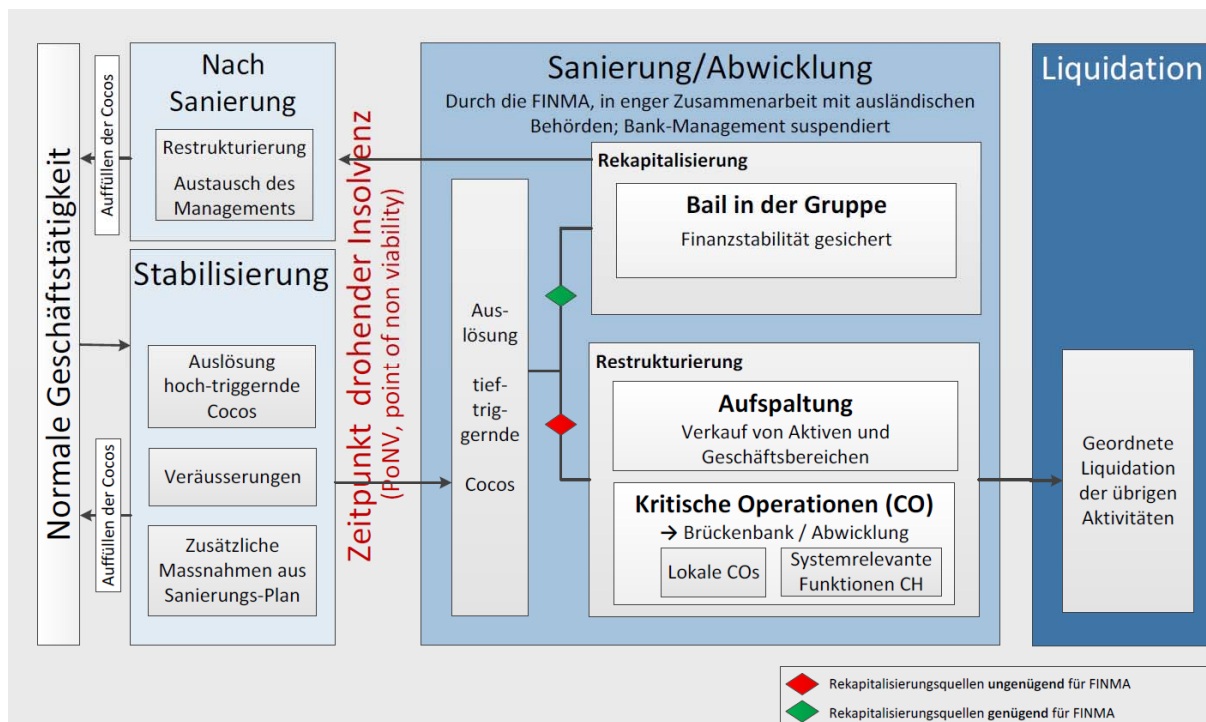 Normale Geschäftstätigkeit
Auffüllen der Cocos
Nach
Sanierung
Restrukturierung
Austausch des
Managements
Auffüllen der Cocos
Stabilisierung
Auslösung
hoch-triggernde
Cocos
Veräusserungen
Zusätzliche
Massnahmen aus
Sanierungs-Plan
Zeitpunkt drohender Insolvenz
(PoNV, point of non viability)
Sanierung/Abwicklung
Durch die FINMA, in enger Zusammenarbeit mit ausländischen
Behörden; Bank-Management suspendiert
Aus-
lösung
tief-
trig-
gernde
Cocos
Rekapitalisierung
Bail in der Gruppe
Finanzstabilität gesichert
Restrukturierung
Aufspaltung
Verkauf von Aktiven und
Geschäftsbereichen
Kritische Operationen (CO)
→ Brückenbank / Abwicklung
Lokale COs
Systemrelevante
Funktionen CH
Liquidation
Geordnete
Liquidation
der übrigen
Aktivitäten
Rekapitalisierungsquellen ungenügend für FINMA
Rekapitalisierungsquellen genügend für FINMA